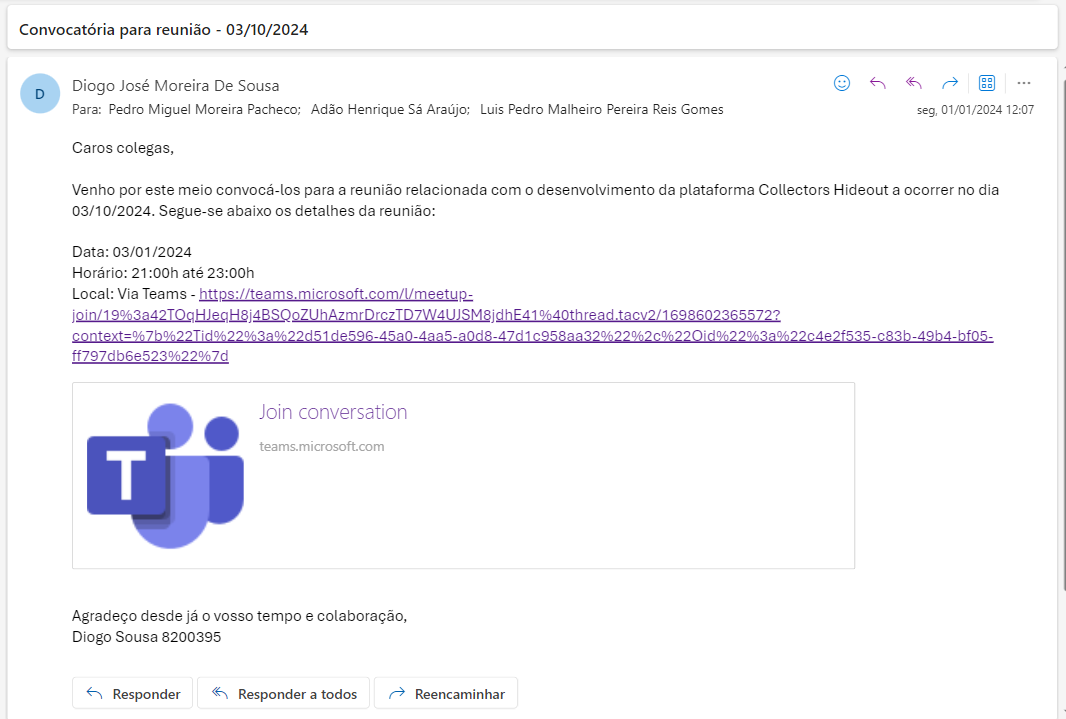 Convocatória para reunião - 03/10/2024
D
Diogo José Moreira De Sousa
Para: Pedro Miguel Moreira Pacheco; Adão Henrique Sá Araújo; Luis Pedro Malheiro Pereira Reis Gomes
seg, 01/01/2024 12:07
Caros colegas,
Venho por este meio convocá-los para a reunião relacionada com o desenvolvimento da plataforma Collectors Hideout a ocorrer no dia
03/10/2024. Segue-se abaixo os detalhes da reunião:
Data: 03/01/2024
Horário: 21:00h até 23:00h
Local: Via Teams - https://teams.microsoft.com/l/meetup-
join/19%3a42TOqHJeqH8j4BSQoZUhAzmrDrczTD7W4UJSM8jdhE41%40thread.tacv2/1698602365572?
context=%7b%22Tid%22%3a%22d51de596-45a0-4aa5-a0d8-47d1c958aa32%22%2c%22Oid%22%3a%22c4e2f535-c83b-49b4-bf05-
ff797db6e523%22%7d
T
Join conversation
teams.microsoft.com
Agradeço desde já o vosso tempo e colaboração,
Diogo Sousa 8200395
Responder
Responder a todos
Reencaminhar